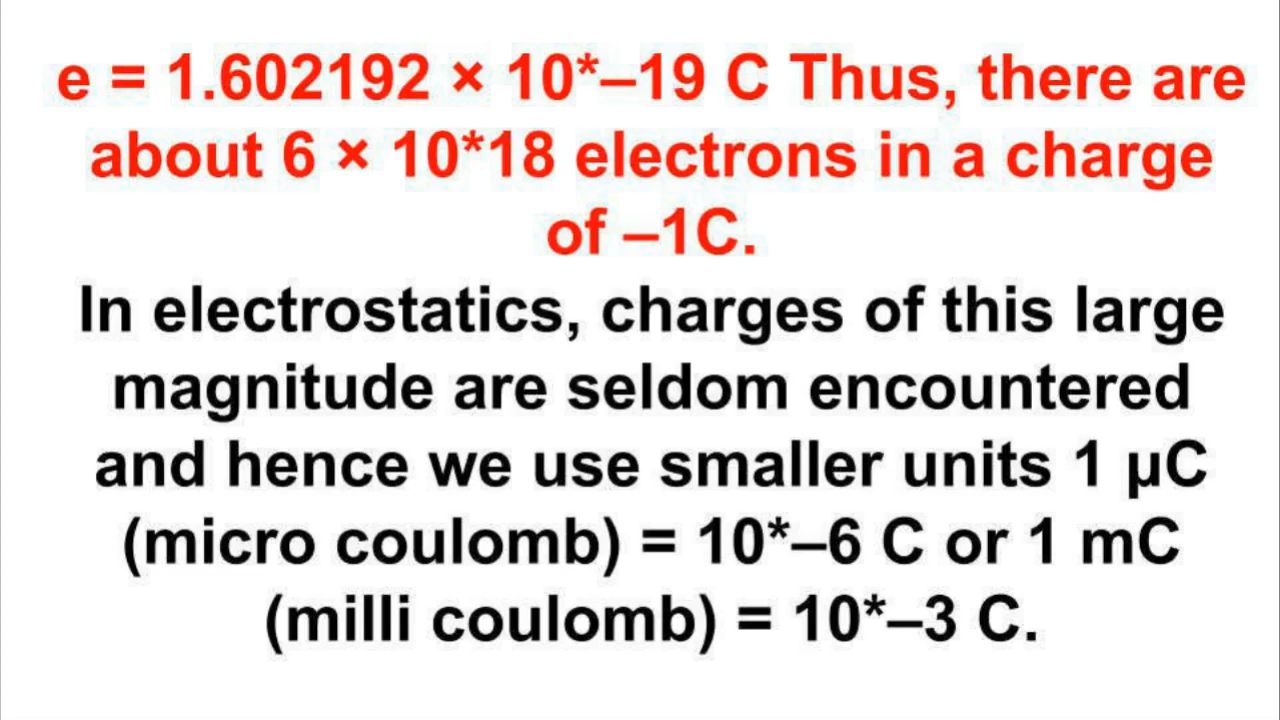 e = 1.602192 × 10*–19 C Thus, there are
about 6 × 10*18 electrons in a charge
of –1C.
In electrostatics, charges of this large
magnitude are seldom encountered
and hence we use smaller units 1 μC
(micro coulomb) = 10*–6 C or 1 mC
(milli coulomb) = 10*–3 C.